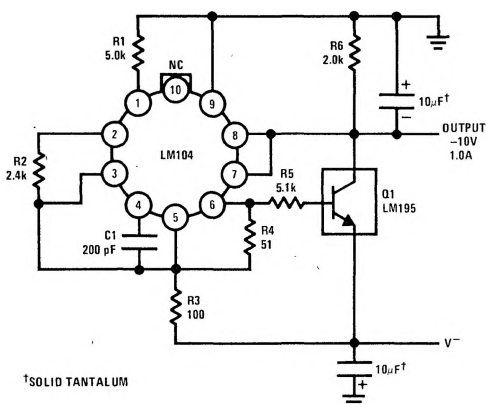 R1
5.0k
NC
R6
2.0k
10
1
9
+
10μF†
−
2
8
OUTPUT
−10V
1.0A
LM104
R2
2.4k
3
7
R5
5.1k
Q1
LM195
4
5
6
C1
200 pF
R4
51
R3
100
V−
10μF†
+
†SOLID TANTALUM